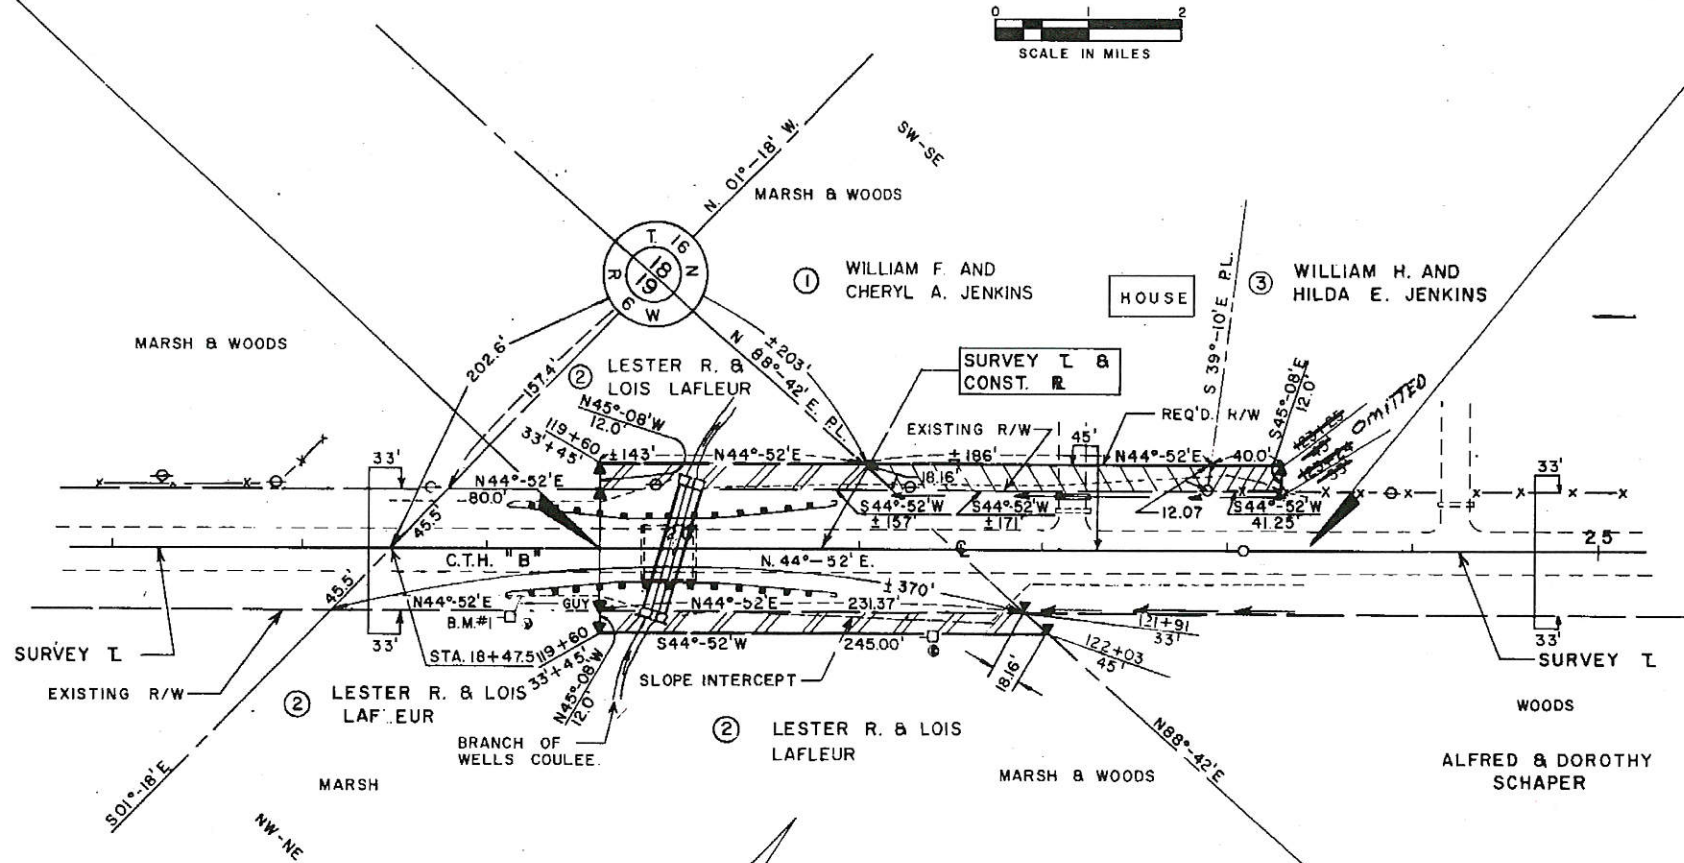 0 1 2
SCALE IN MILES
N. 01°-18' W.
SW-SE
MARSH & WOODS
T. 16 N
R 6 W
18
19
1
WILLIAM F. AND
CHERYL A. JENKINS
HOUSE
S 39°-10' E P.L.
3
WILLIAM H. AND
HILDA E. JENKINS
MARSH & WOODS
202.6'
157.4'
2
LESTER R. &
LOIS LAFLEUR
±203'
N 88°-42' E. P.L.
SURVEY &
CONST.
N45°-08'W
12.0'
119+60
33'+45'
±143'
N44°-52'E
EXISTING R/W
±186'
REQ'D. R/W
45'
N44°-52'E
40.0'
S45°-08'E
12.0'
OMITTED
33'
N44°-52'E
80.0'
45.5'
18.16'
S44°-52'W
±157'
S44°-52'W
±171'
12.07
S44°-52'W
41.25'
33'
C.T.H. "B"
N. 44°-52' E.
25
45.5'
±370'
N44°-52'E
GUY
N44°-52'E
231.37'
B.M.#1
121+91
33'
33'
33'
SURVEY
STA. 18+47.5
119+60
33'+45'
S44°-52'W
245.00'
122+03
45'
SURVEY
EXISTING R/W
N45°-08'W
12.0'
SLOPE INTERCEPT
18.16'
2
LESTER R. & LOIS
LAF EUR
2
LESTER R. & LOIS
LAFLEUR
WOODS
BRANCH OF
WELLS COULEE.
N88°-42'E
S01°-18' E
MARSH
MARSH & WOODS
ALFRED & DOROTHY
SCHAPER
NW-NE